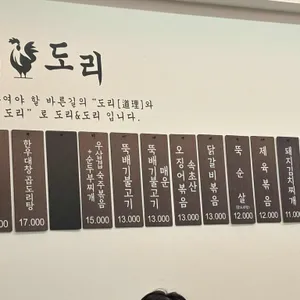 도리
여야 할 바른길의 "도리[道理]와
도리" 로 도리&도리 입니다.
000
한우대창곱도리탕
17.000
우삼겹숙주볶음
+순두부찌개
15.000
뚝배기불고기
13.000
매운
뚝배기불고기
13.000
속초산
오징어볶음
13.000
닭갈비볶음
13.000
뚝순살
12.000
제육볶음
12.000
돼지김치찌개
11.000